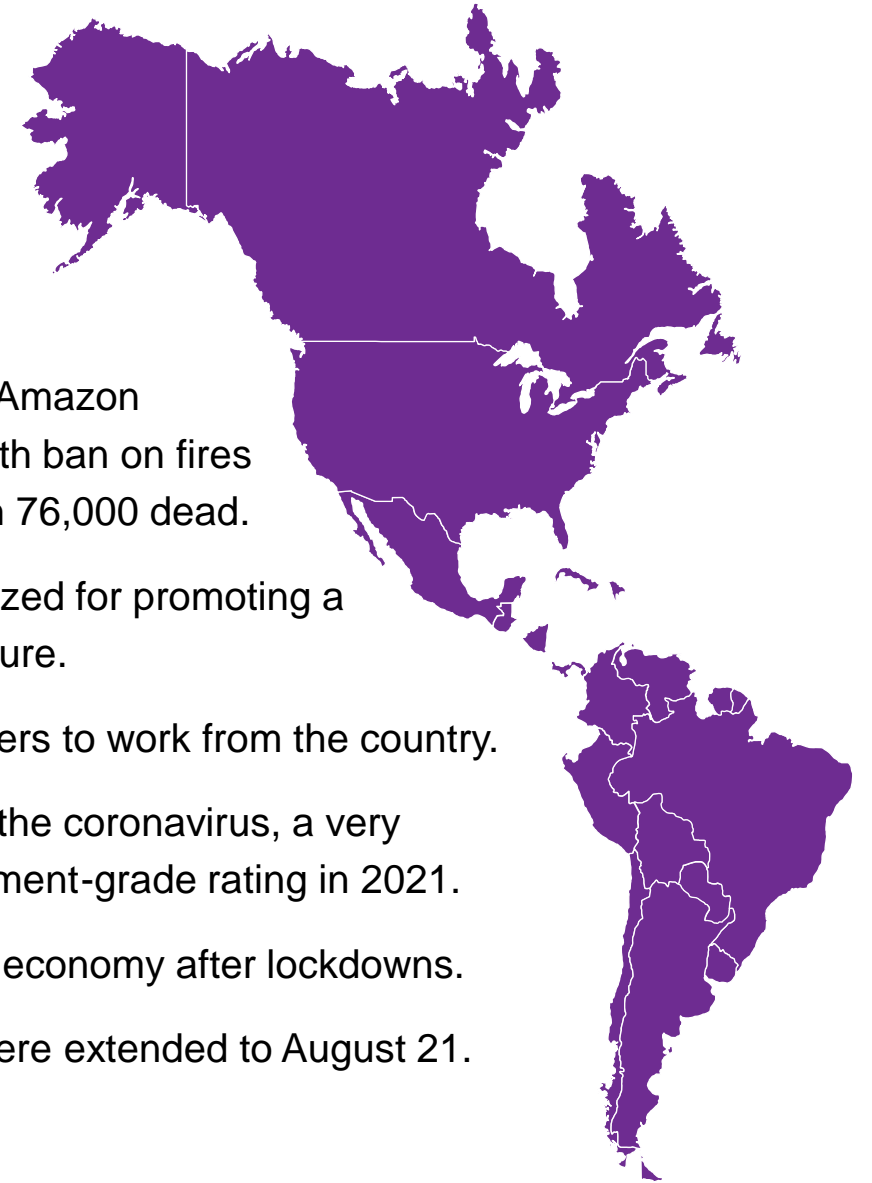 Amazon
th ban on fires
n 76,000 dead.
zed for promoting a
ure.
ers to work from the country.
the coronavirus, a very
ment-grade rating in 2021.
economy after lockdowns.
ere extended to August 21.